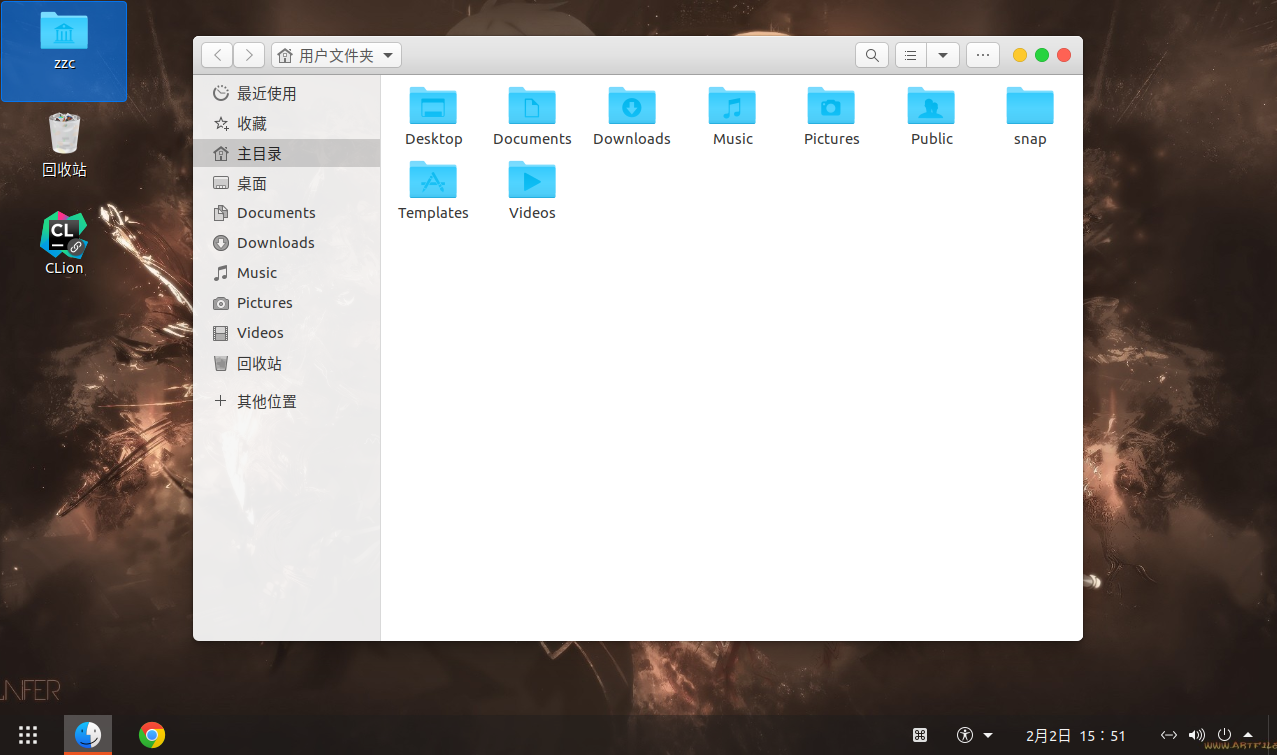 zzc
回收站
CL
CLion
用户文件夹
最近使用
收藏
主目录
桌面
Documents
Downloads
Music
Pictures
Videos
回收站
其他位置
Desktop
Documents
Downloads
Music
Pictures
Public
snap
Templates
Videos
NFER
2月2日 15：51